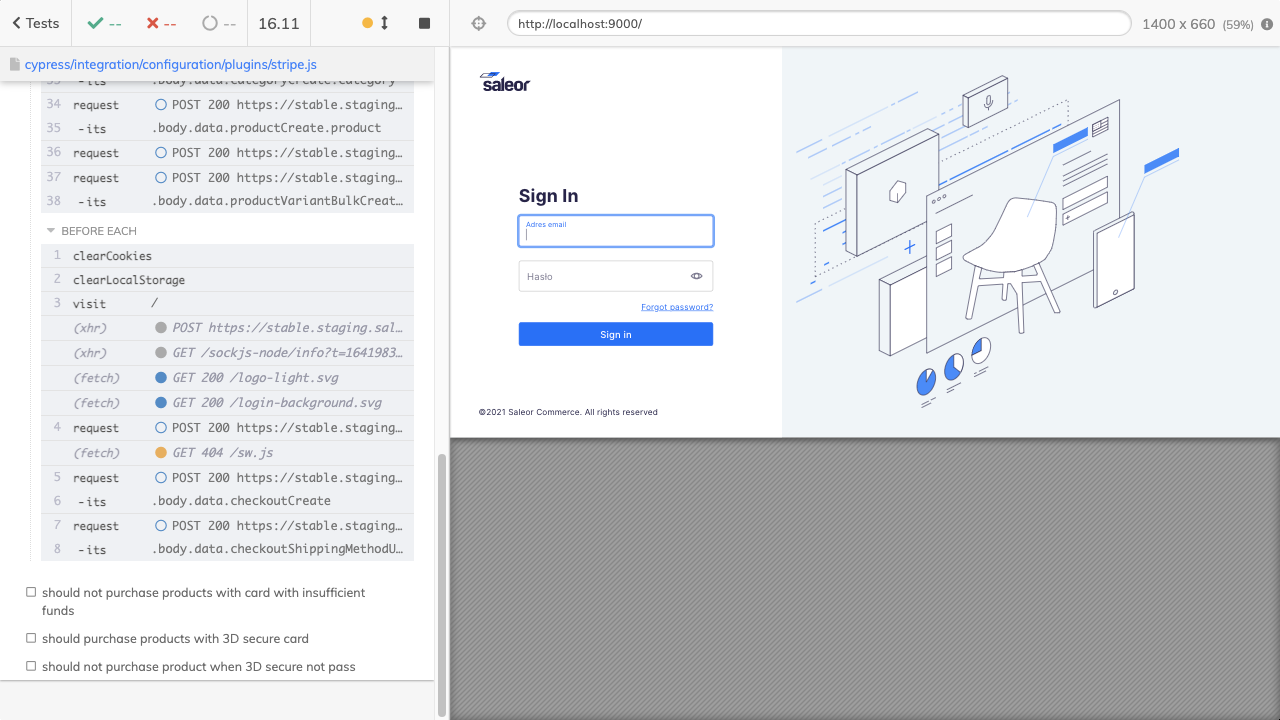 Tests
--
--
--
16.11
http://localhost:9000/
1400 x 660 (59%)
cypress/integration/configuration/plugins/stripe.js
-its .body.data.categoryCreate.category
34 request POST 200 https://stable.staging…
35 -its .body.data.productCreate.product
36 request POST 200 https://stable.staging…
37 request POST 200 https://stable.staging…
38 -its .body.data.productVariantBulkCreat…
BEFORE EACH
1 clearCookies
2 clearLocalStorage
3 visit /
(xhr) POST https://stable.staging.sal…
(xhr) GET /sockjs-node/info?t=1641983…
(fetch) GET 200 /logo-light.svg
(fetch) GET 200 /login-background.svg
4 request POST 200 https://stable.staging…
(fetch) GET 404 /sw.js
5 request POST 200 https://stable.staging…
6 -its .body.data.checkoutCreate
7 request POST 200 https://stable.staging…
8 -its .body.data.checkoutShippingMethodU…
should not purchase products with card with insufficient
funds
should purchase products with 3D secure card
should not purchase product when 3D secure not pass
saleor
Sign In
Adres email
Hasło
Forgot password?
Sign in
©2021 Saleor Commerce. All rights reserved